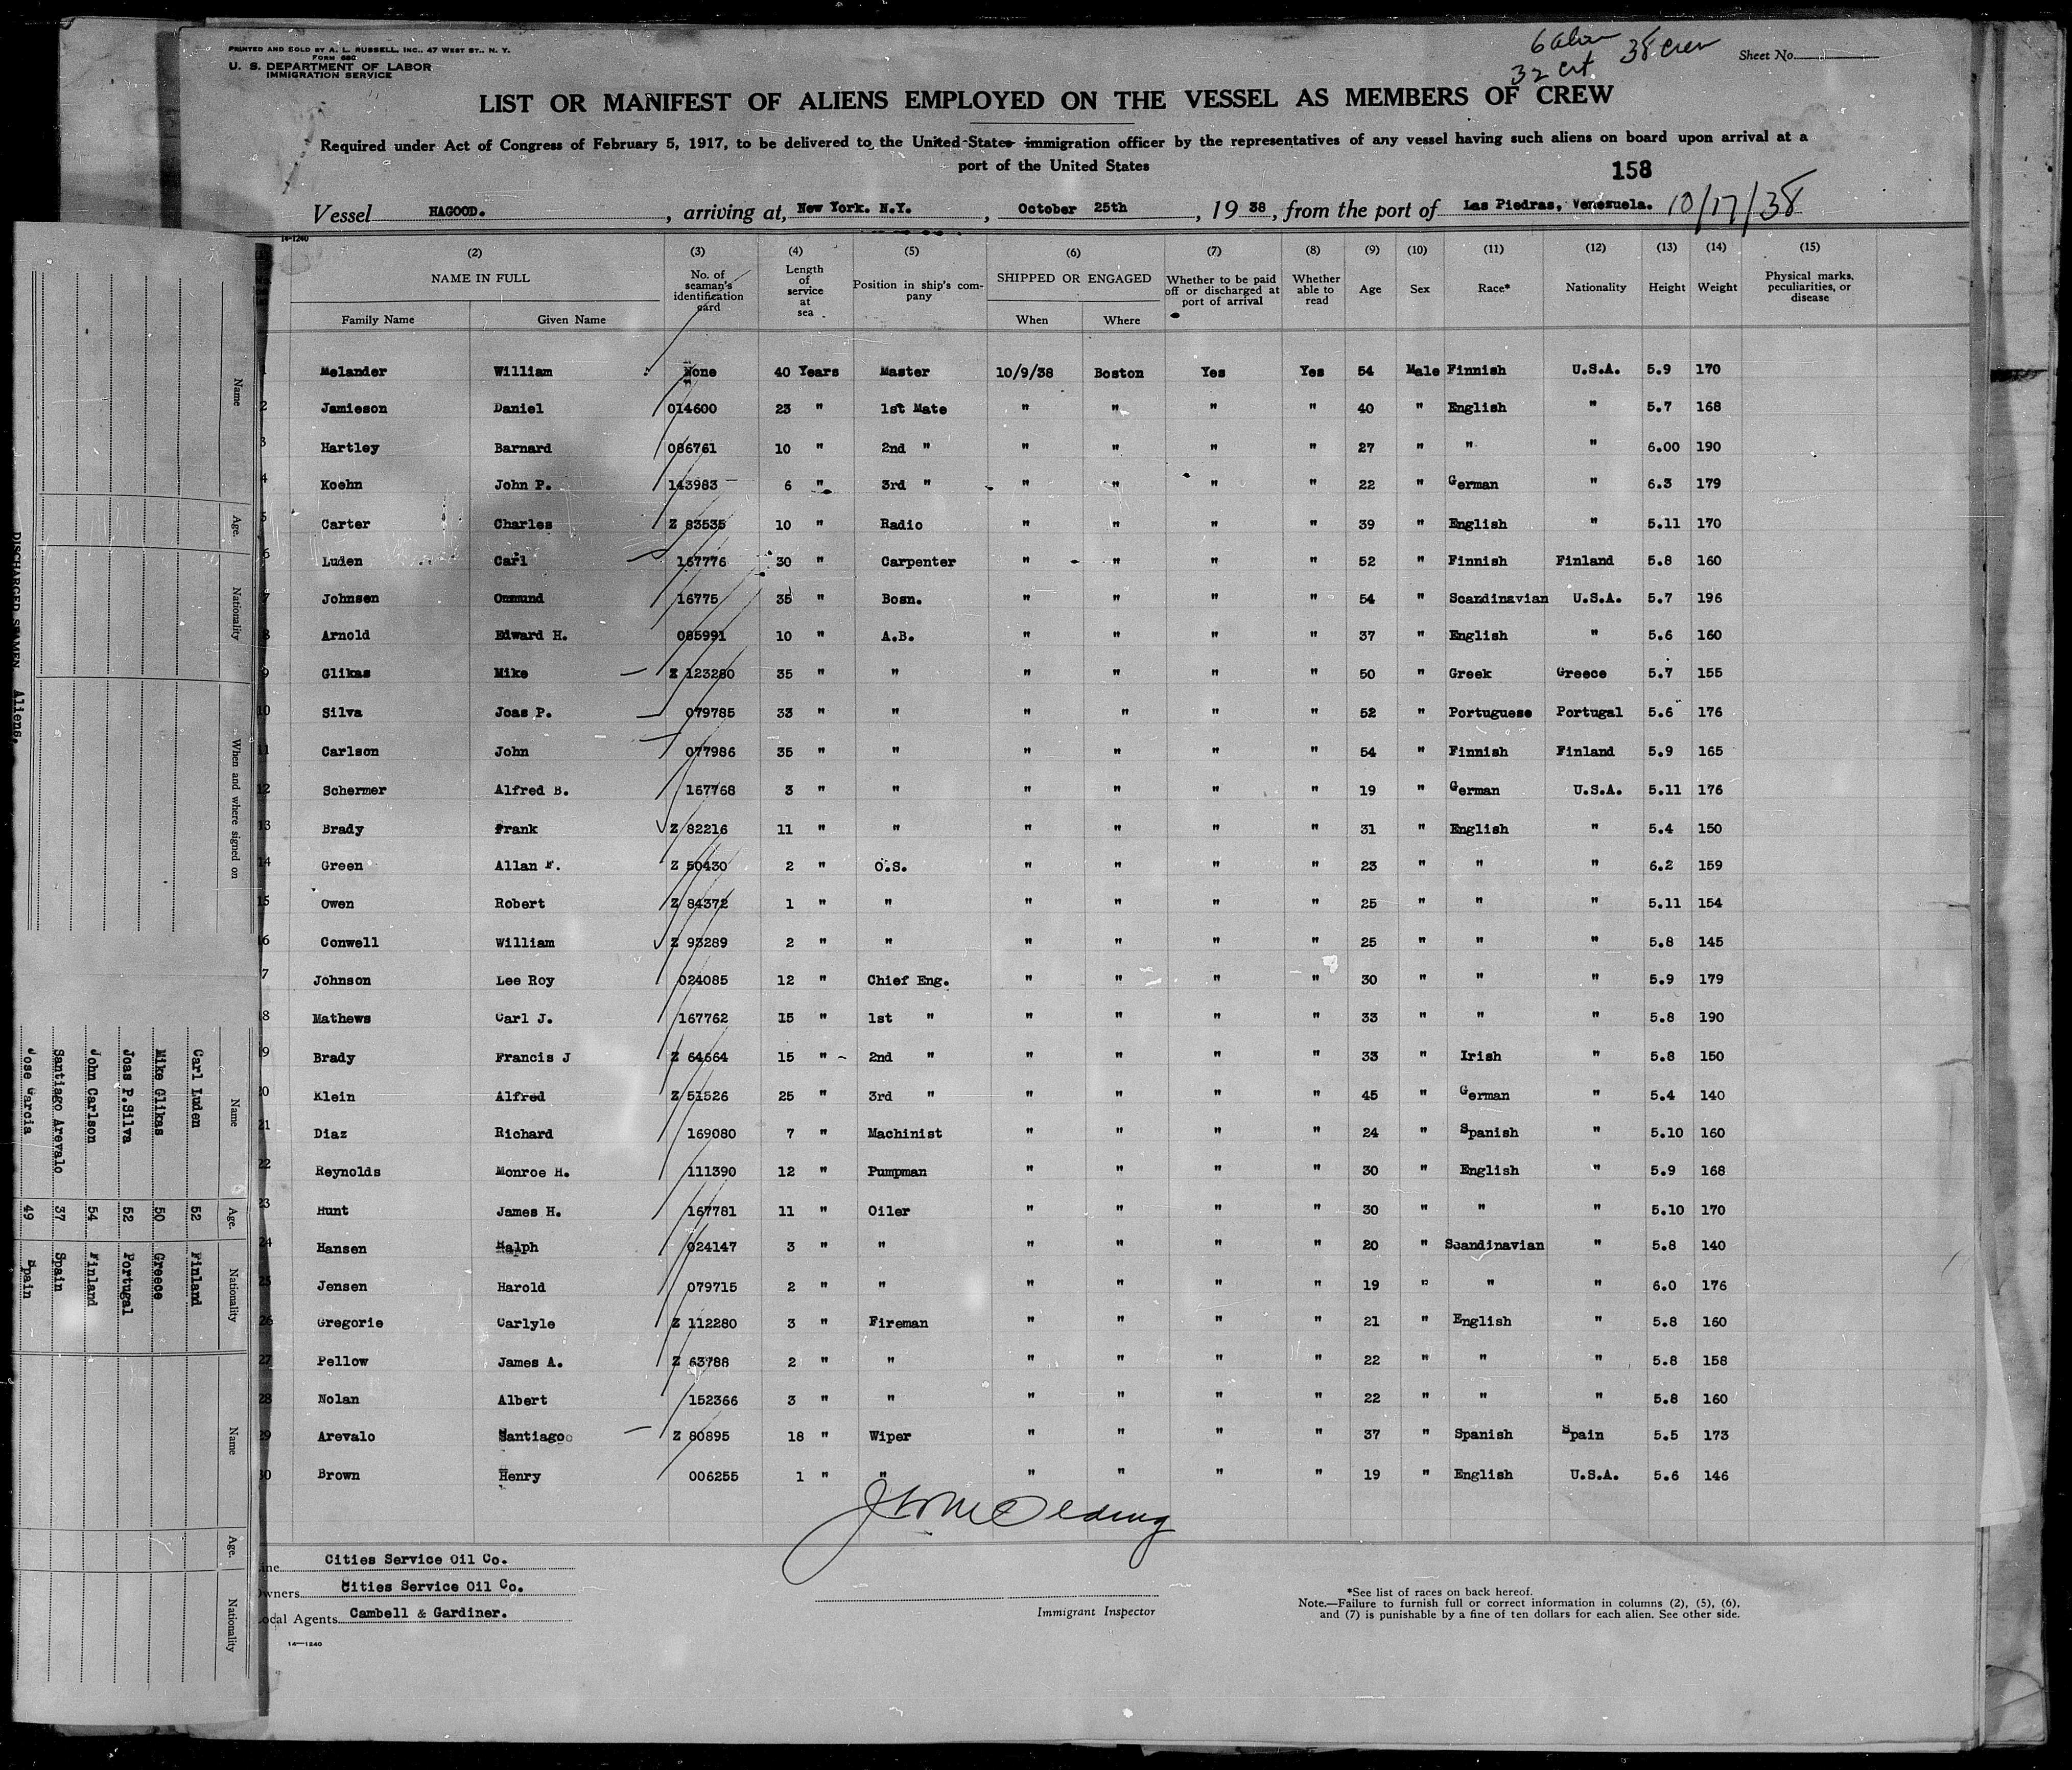 PRINTED AND SOLD BY A. L. RUSSELL, INC., 47 WEST ST., N. Y.
FORM 680
U. S. DEPARTMENT OF LABOR
IMMIGRATION SERVICE
38 crew
32 cit
Sheet No.
LIST OR MANIFEST OF ALIENS EMPLOYED ON THE VESSEL AS MEMBERS OF CREW
Required under Act of Congress of February 5, 1917, to be delivered to the United States immigration officer by the representatives of any vessel having such aliens on board upon arrival at a
port of the United States
158
Vessel HAGOOD. , arriving at, New York. N.Y. , October 25th , 19 38 , from the port of Las Piedras, Venezuela. 10/17/38
14-1240
(2) (3) (4) (5) (6) (7) (8) (9) (10) (11) (12) (13) (14) (15)
NAME IN FULL No. of seaman's identification card Length of service at sea Position in ship's company SHIPPED OR ENGAGED Whether to be paid off or discharged at port of arrival Whether able to read Age Sex Race* Nationality Height Weight Physical marks, peculiarities, or disease
Family Name Given Name When Where
1 Melander William None 40 Years Master 10/9/38 Boston Yes Yes 54 Male Finnish U.S.A. 5.9 170
2 Jamieson Daniel 014600 23 " 1st Mate " " " " 40 " English " 5.7 168
3 Hartley Barnard 086761 10 " 2nd " " " " " 27 " " " 6.00 190
4 Koehn John P. 143983 6 " 3rd " " " " " 22 " German " 6.3 179
5 Carter Charles Z 83535 10 " Radio " " " " 39 " English " 5.11 170
6 Luden Carl 167776 30 " Carpenter " " " " 52 " Finnish Finland 5.8 160
7 Johnsen Ommund 16775 35 " Bosn. " " " " 54 " Scandinavian U.S.A. 5.7 196
8 Arnold Edward H. 085991 10 " A.B. " " " " 37 " English " 5.6 160
9 Glikas Mike Z 123280 35 " " " " " " 50 " Greek Greece 5.7 155
10 Silva Joas P. 079785 33 " " " " " " 52 " Portuguese Portugal 5.6 176
11 Carlson John 077986 35 " " " " " " 54 " Finnish Finland 5.9 165
12 Schermer Alfred B. 167768 3 " " " " " " 19 " German U.S.A. 5.11 176
13 Brady Frank Z 82216 11 " " " " " " 31 " English " 5.4 150
14 Green Allan F. Z 50430 2 " O.S. " " " " 23 " " " 6.2 159
15 Owen Robert Z 84372 1 " " " " " " 25 " " " 5.11 154
6 Conwell William Z 93289 2 " " " " " " 25 " " " 5.8 145
7 Johnson Lee Roy 024085 12 " Chief Eng. " " " " 30 " " " 5.9 179
8 Mathews Carl J. 167762 15 " 1st " " " " " 33 " " " 5.8 190
9 Brady Francis J Z 64664 15 " 2nd " " " " " 33 " Irish " 5.8 150
0 Klein Alfred Z 51526 25 " 3rd " " " " " 45 " German " 5.4 140
21 Diaz Richard 169080 7 " Machinist " " " " 24 " Spanish " 5.10 160
22 Reynolds Monroe H. 111390 12 " Pumpman " " " " 30 " English " 5.9 168
23 Hunt James H. 167781 11 " Oiler " " " " 30 " " " 5.10 170
24 Hansen Ralph 024147 3 " " " " " " 20 " Scandinavian " 5.8 140
25 Jensen Harold 079715 2 " " " " " " 19 " " " 6.0 176
26 Gregorie Carlyle Z 112280 3 " Fireman " " " " 21 " English " 5.8 160
27 Pellow James A. Z 63788 2 " " " " " " 22 " " " 5.8 158
28 Nolan Albert 152366 3 " " " " " " 22 " " " 5.8 160
29 Arevalo Santiago Z 80895 18 " Wiper " " " " 37 " Spanish Spain 5.5 173
30 Brown Henry 006255 1 " " " " " " 19 " English U.S.A. 5.6 146
Line Cities Service Oil Co.
Owners Cities Service Oil Co.
Local Agents Cambell & Gardiner.
14—1240
Immigrant Inspector
*See list of races on back hereof.
Note.—Failure to furnish full or correct information in columns (2), (5), (6),
and (7) is punishable by a fine of ten dollars for each alien. See other side.
DISCHARGED SEAMEN Aliens.
Name Age. Nationality When and where signed on
Name Age. Nationality
Carl Luden 52 Finland
Mike Glikas 50 Greece
Joas P.Silva 52 Portugal
John Carlson 54 Finland
Santiago Arevalo 37 Spain
Jose Garcia 49 Spain
Name Age. Nationality